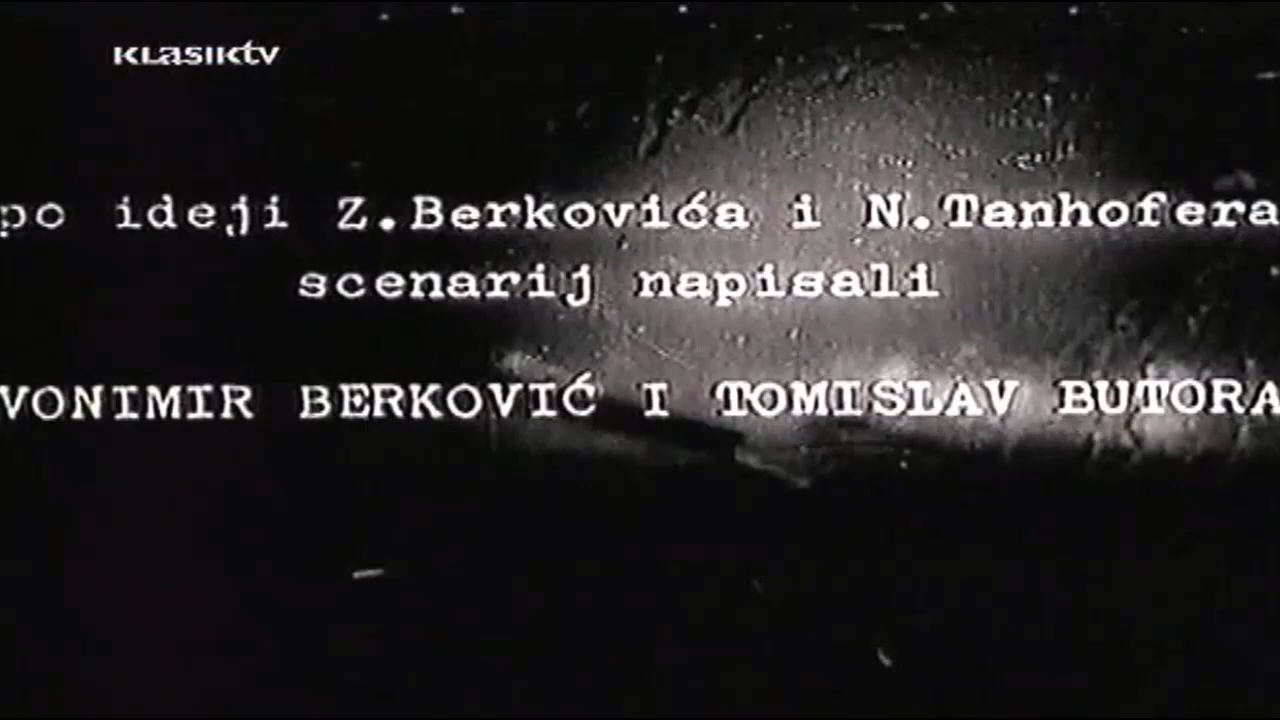 KLASIKTV
po ideji Z.Berkovića i N.Tanhofera
scenarij napisali
VONIMIR BERKOVIĆ I TOMISLAV BUTORA